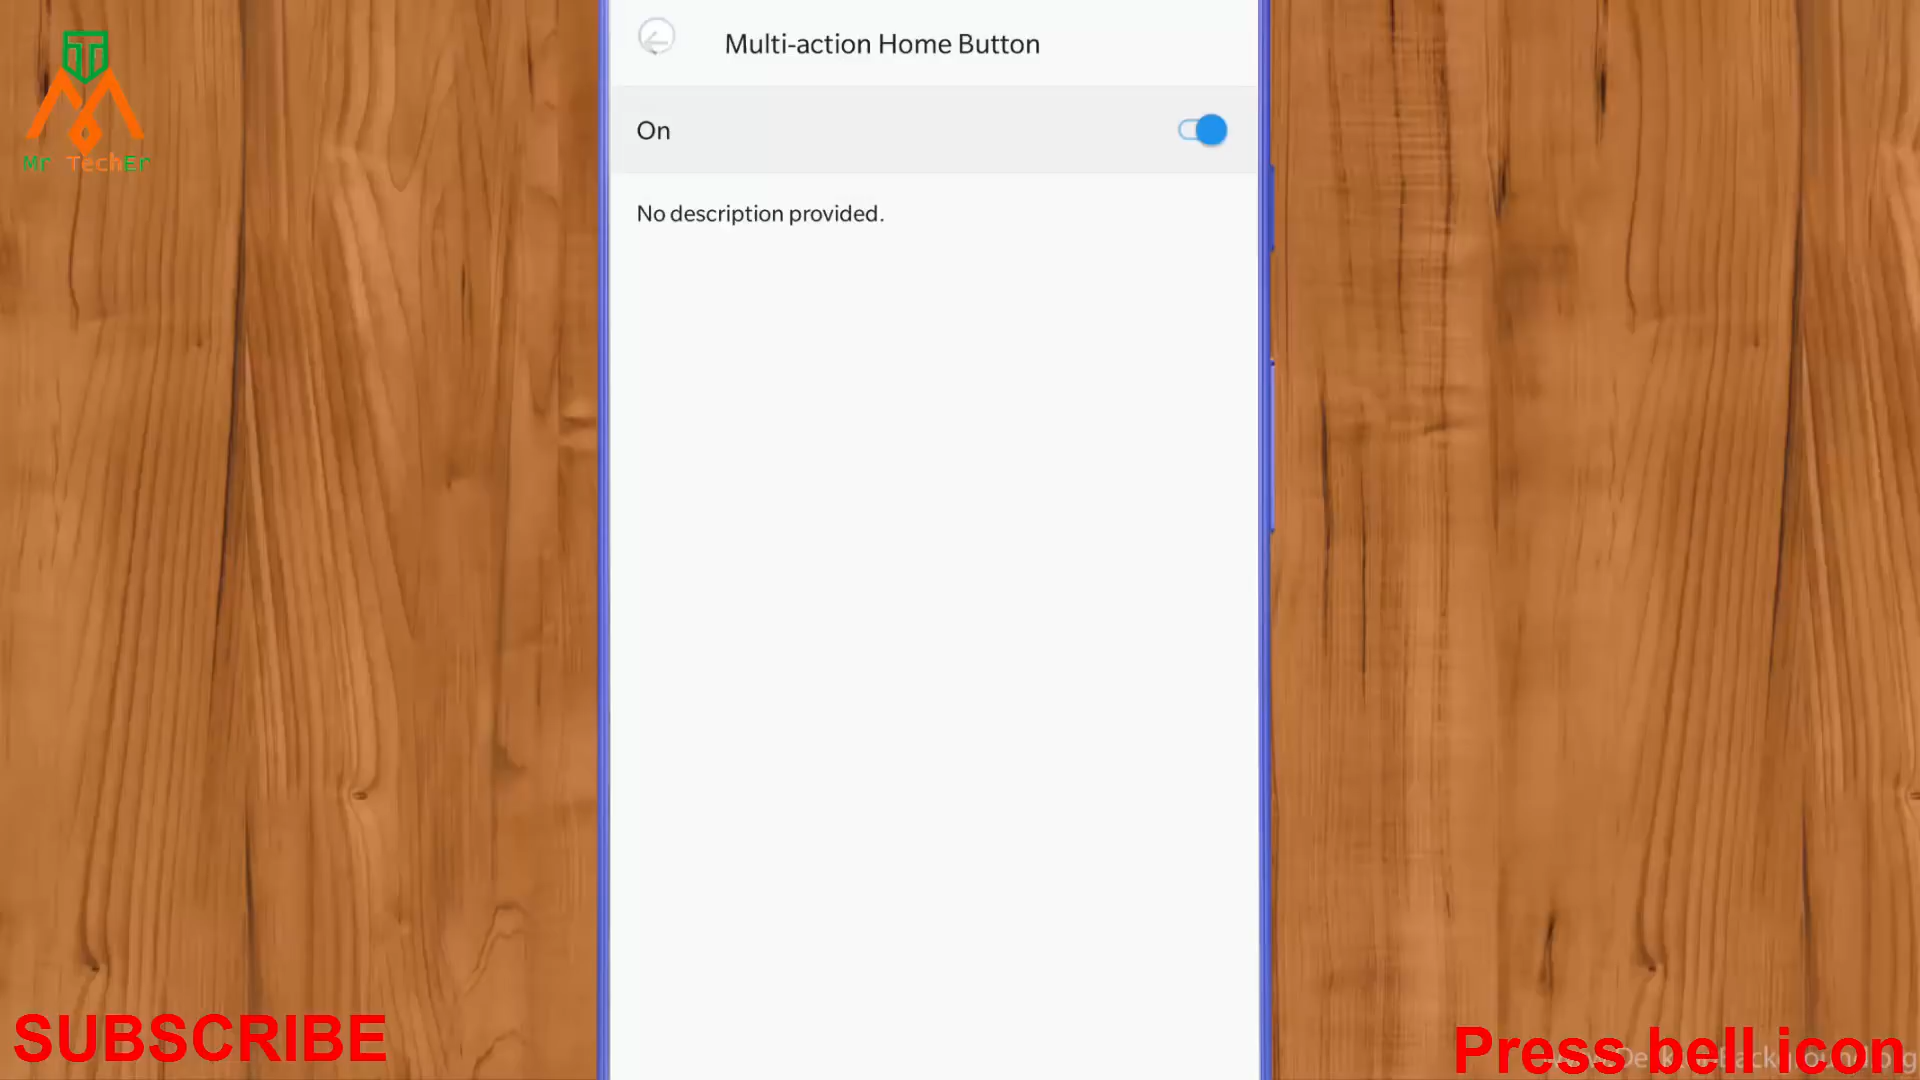 Multi-action Home Button
On
No description provided.
Mr TechEr
SUBSCRIBE
Press bell icon